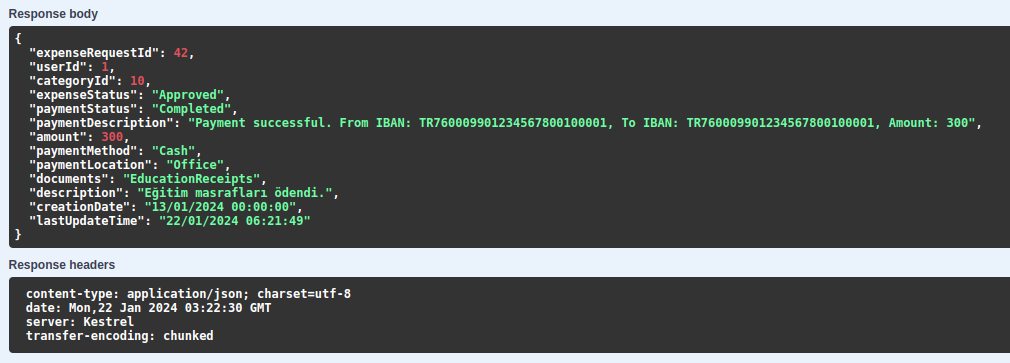 Response body
{
"expenseRequestId": 42,
"userId": 1,
"categoryId": 10,
"expenseStatus": "Approved",
"paymentStatus": "Completed",
"paymentDescription": "Payment successful. From IBAN: TR760009901234567800100001, To IBAN: TR760009901234567800100001, Amount: 300",
"amount": 300,
"paymentMethod": "Cash",
"paymentLocation": "Office",
"documents": "EducationReceipts",
"description": "Eğitim masrafları ödendi.",
"creationDate": "13/01/2024 00:00:00",
"lastUpdateTime": "22/01/2024 06:21:49"
}
Response headers
content-type: application/json; charset=utf-8
date: Mon,22 Jan 2024 03:22:30 GMT
server: Kestrel
transfer-encoding: chunked